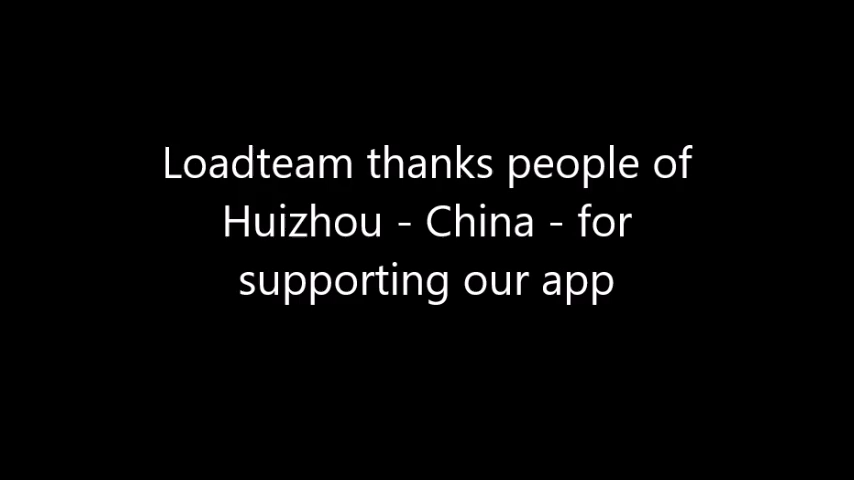 Loadteam thanks people of
Huizhou - China - for
supporting our app